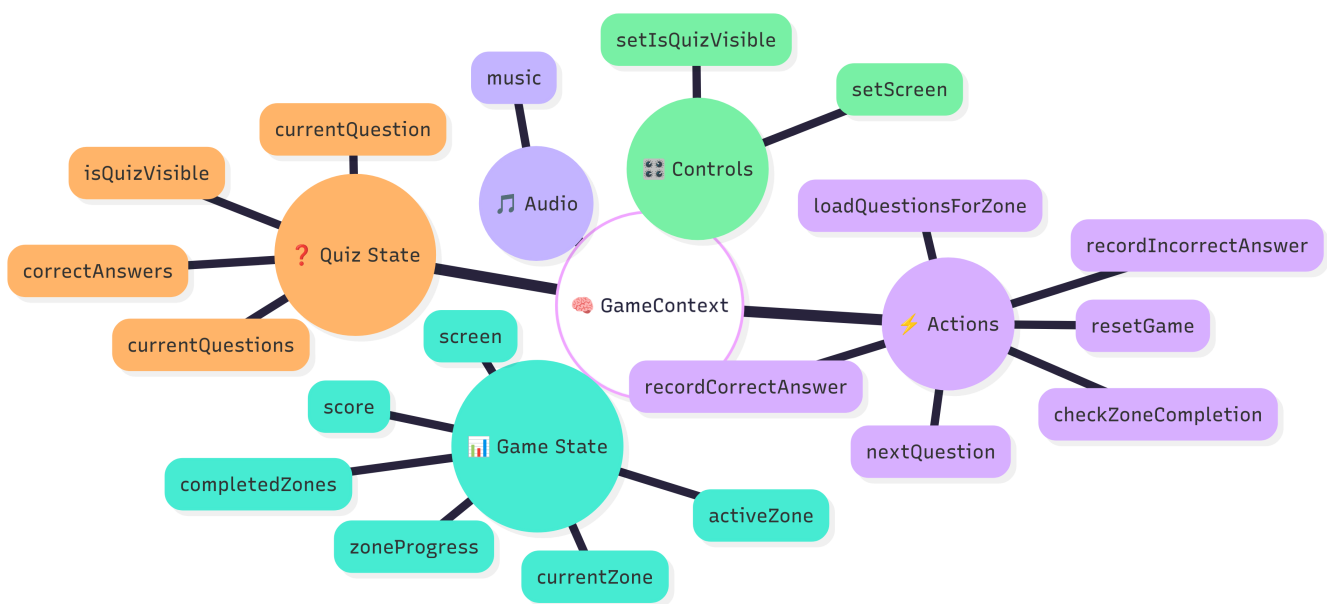 setIsQuizVisible
music
setScreen
currentQuestion
isQuizVisible
🎛️ Controls
🎵 Audio
loadQuestionsForZone
recordIncorrectAnswer
❓ Quiz State
correctAnswers
🧠 GameContext
⚡ Actions
resetGame
currentQuestions
screen
recordCorrectAnswer
score
checkZoneCompletion
📊 Game State
nextQuestion
completedZones
activeZone
zoneProgress
currentZone